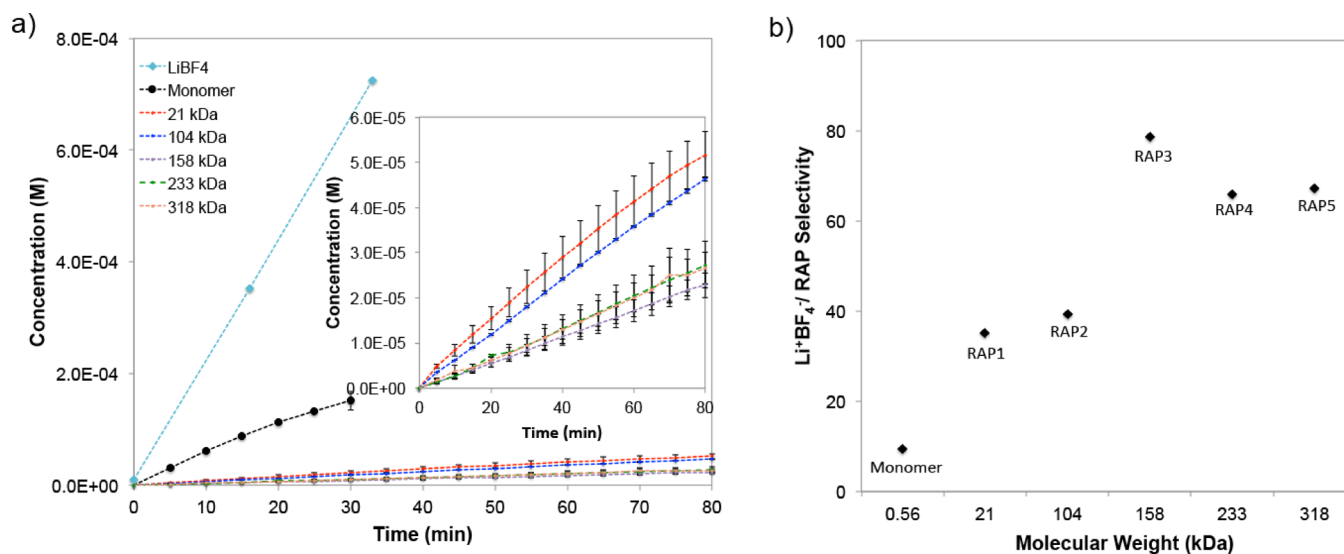 a)
8.0E-04
6.0E-04
4.0E-04
2.0E-04
0.0E+00
Concentration (M)
LiBF4
Monomer
21 kDa
104 kDa
158 kDa
233 kDa
318 kDa
0 10 20 30 40 50 60 70 80
Time (min)
6.0E-05
5.0E-05
4.0E-05
3.0E-05
2.0E-05
1.0E-05
0.0E+00
Concentration (M)
0 20 40 60 80
Time (min)
b)
100
80
60
40
20
0
Li⁺BF₄⁻/ RAP Selectivity
Monomer
RAP1
RAP2
RAP3
RAP4
RAP5
0.56 21 104 158 233 318
Molecular Weight (kDa)